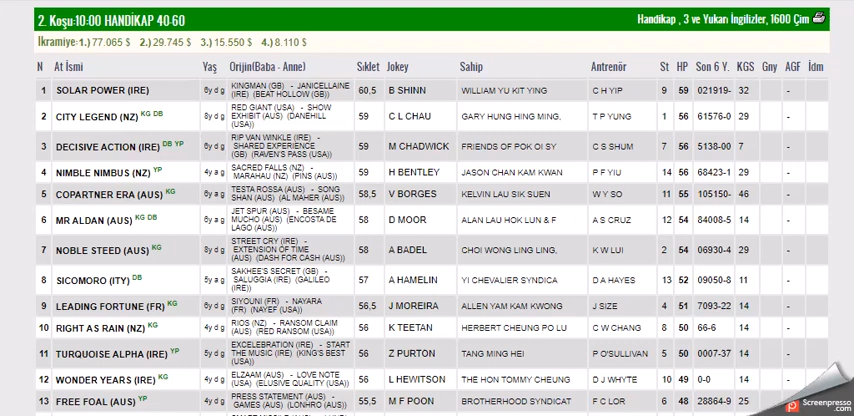 2. Koşu:10:00 HANDİKAP 40-60 Handikap , 3 ve Yukarı İngilizler, 1600 Çim
İkramiye:1.) 77.065 $ 2.) 29.745 $ 3.) 15.550 $ 4.) 8.110 $
N At İsmi Yaş Orijin(Baba - Anne) Sıklet Jokey Sahip Antrenör St HP Son 6 Y. KGS Gny AGF İdm
1 SOLAR POWER (IRE) 6y d g KINGMAN (GB) - JANICELLAINE (IRE) (BEAT HOLLOW (GB)) 60,5 B SHINN WILLIAM YU KIT YING C H YIP 9 59 021919- 32 -
2 CITY LEGEND (NZ) KG DB 8y d g RED GIANT (USA) - SHOW EXHIBIT (AUS) (DANEHILL (USA)) 59 C L CHAU GARY HUNG HING MING, T P YUNG 1 56 61576-0 29 -
3 DECISIVE ACTION (IRE) DB YP 8y d g RIP VAN WINKLE (IRE) - SHARED EXPERIENCE (GB) (RAVEN'S PASS (USA)) 59 M CHADWICK FRIENDS OF POK OI SY C S SHUM 7 56 5138-00 7 -
4 NIMBLE NIMBUS (NZ) YP 4y a g SACRED FALLS (NZ) - MARAHAU (NZ) (PINS (AUS)) 59 H BENTLEY JASON CHAN KAM KWAN P F YIU 14 56 68423-1 29 -
5 COPARTNER ERA (AUS) KG 6y a g TESTA ROSSA (AUS) - SONG SHAN (AUS) (AL MAHER (AUS)) 58,5 V BORGES KELVIN LAU SIK SUEN W Y SO 11 55 105150- 46 -
6 MR ALDAN (AUS) KG DB 6y a g JET SPUR (AUS) - BESAME MUCHO (AUS) (ENCOSTA DE LAGO (AUS)) 58 D MOOR ALAN LAU HOK LUN & F A S CRUZ 12 54 84008-5 14 -
7 NOBLE STEED (AUS) KG 8y d g STREET CRY (IRE) - EXTENSION OF TIME (AUS) (DASH FOR CASH (AUS)) 58 A BADEL CHOI WONG LING LING, K W LUI 2 54 06930-4 29 -
8 SICOMORO (ITY) DB 5y a g SAKHEE'S SECRET (GB) - SALUGGIA (IRE) (GALILEO (IRE)) 57 A HAMELIN YI CHEVALIER SYNDICA D A HAYES 13 52 09050-8 11 -
9 LEADING FORTUNE (FR) KG 6y d g SIYOUNI (FR) - NAYARA (FR) (NAYEF (USA)) 56,5 J MOREIRA ALLEN YAM KAM KWONG J SIZE 4 51 7093-22 14 -
10 RIGHT AS RAIN (NZ) KG 4y d g RIOS (NZ) - RANSOM CLAIM (AUS) (RED RANSOM (USA)) 56 K TEETAN HERBERT CHEUNG PO LU C W CHANG 8 50 66-6 14 -
11 TURQUOISE ALPHA (IRE) YP 5y d g EXCELEBRATION (IRE) - START THE MUSIC (IRE) (KING'S BEST (USA)) 56 Z PURTON TANG MING HEI P O'SULLIVAN 5 50 0007-37 14 -
12 WONDER YEARS (IRE) KG 4y d g ELZAAM (AUS) - LOVE NOTE (USA) (ELUSIVE QUALITY (USA)) 56 L HEWITSON THE HON TOMMY CHEUNG D J WHYTE 10 49 0-0 14 -
13 FREE FOAL (AUS) YP 4y d g PRESS STATEMENT (AUS) - GAMES (AUS) (LONHRO (AUS)) 55,5 M F POON BROTHERHOOD SYNDICAT F C LOR 6 48 28864-9 25 -
Screenpresso
.com